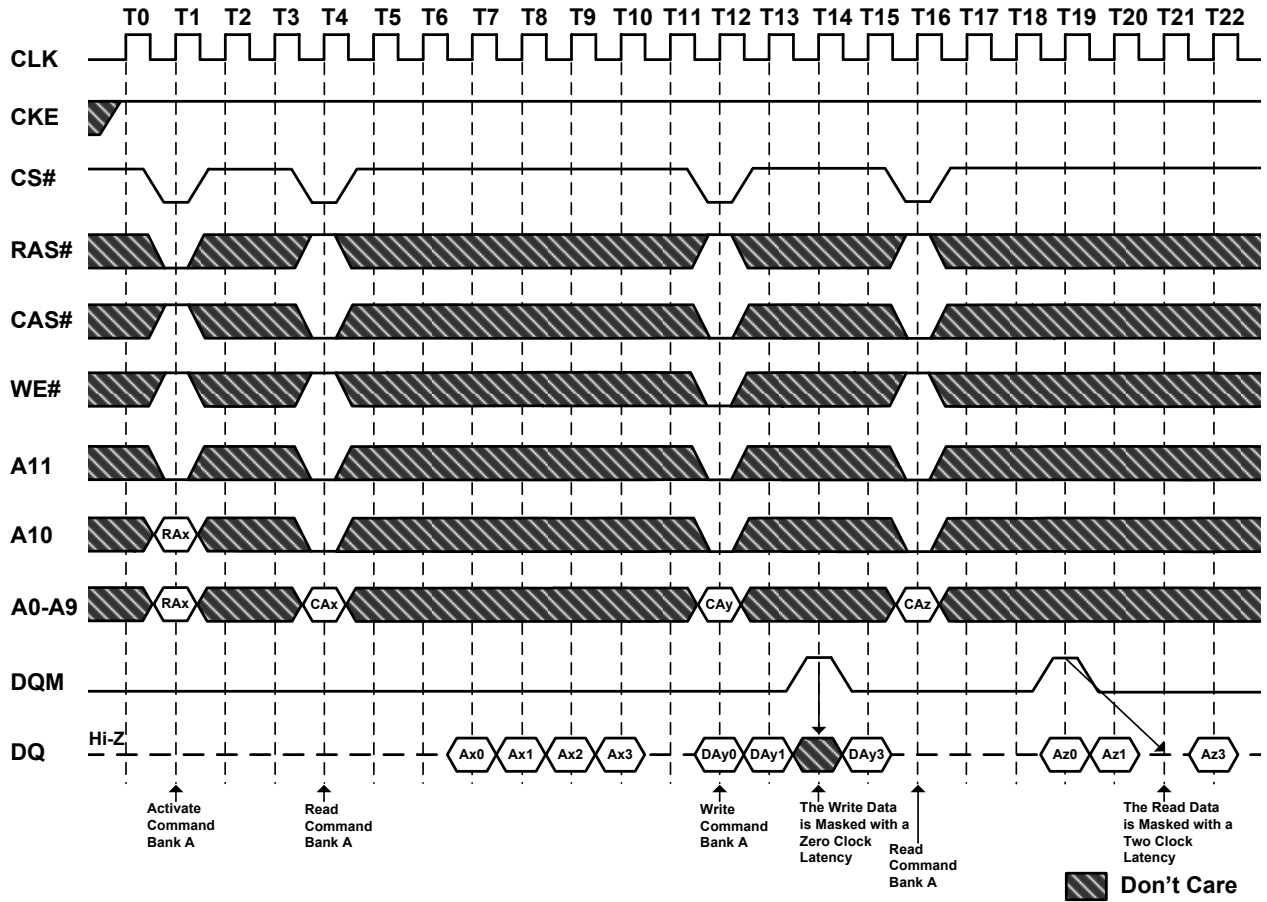 T0 T1 T2 T3 T4 T5 T6 T7 T8 T9 T10 T11 T12 T13 T14 T15 T16 T17 T18 T19 T20 T21 T22
CLK
CKE
CS#
RAS#
CAS#
WE#
A11
A10 RAx
A0-A9 RAx CAx CAy CAz
DQM
DQ Hi-Z Ax0 Ax1 Ax2 Ax3 DAy0 DAy1 DAy3 Az0 Az1 Az3
Activate
Command
Bank A
Read
Command
Bank A
Write
Command
Bank A
The Write Data
is Masked with a
Zero Clock
Latency
Read
Command
Bank A
The Read Data
is Masked with a
Two Clock
Latency
Don't Care